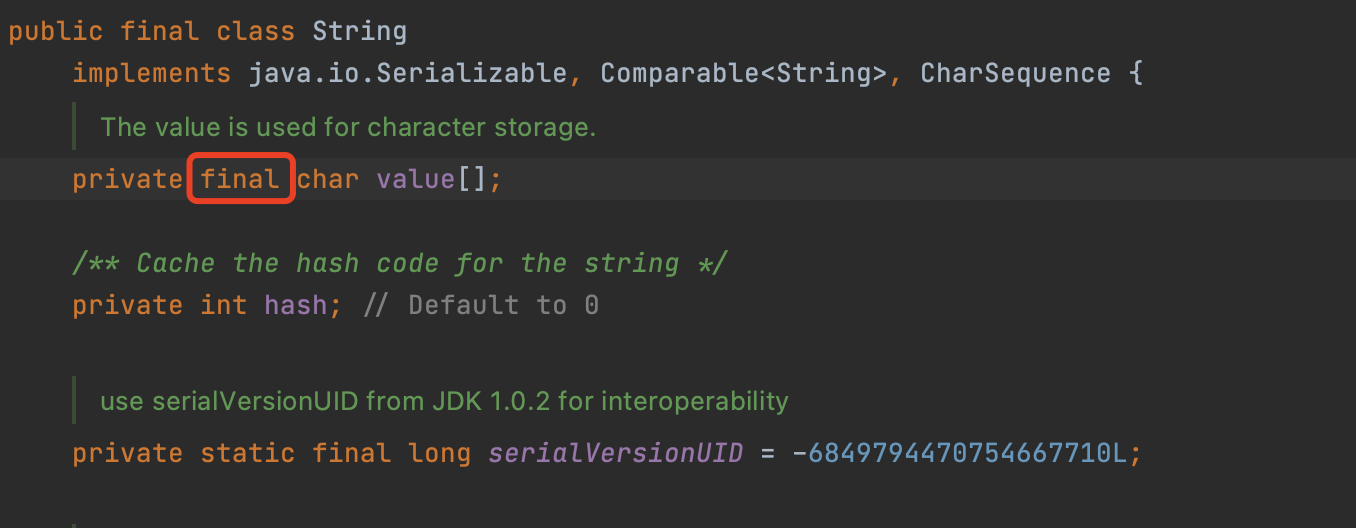 public final class String
implements java.io.Serializable, Comparable<String>, CharSequence {
The value is used for character storage.
private final char value[];
/** Cache the hash code for the string */
private int hash; // Default to 0
use serialVersionUID from JDK 1.0.2 for interoperability
private static final long serialVersionUID = -6849794470754667710L;